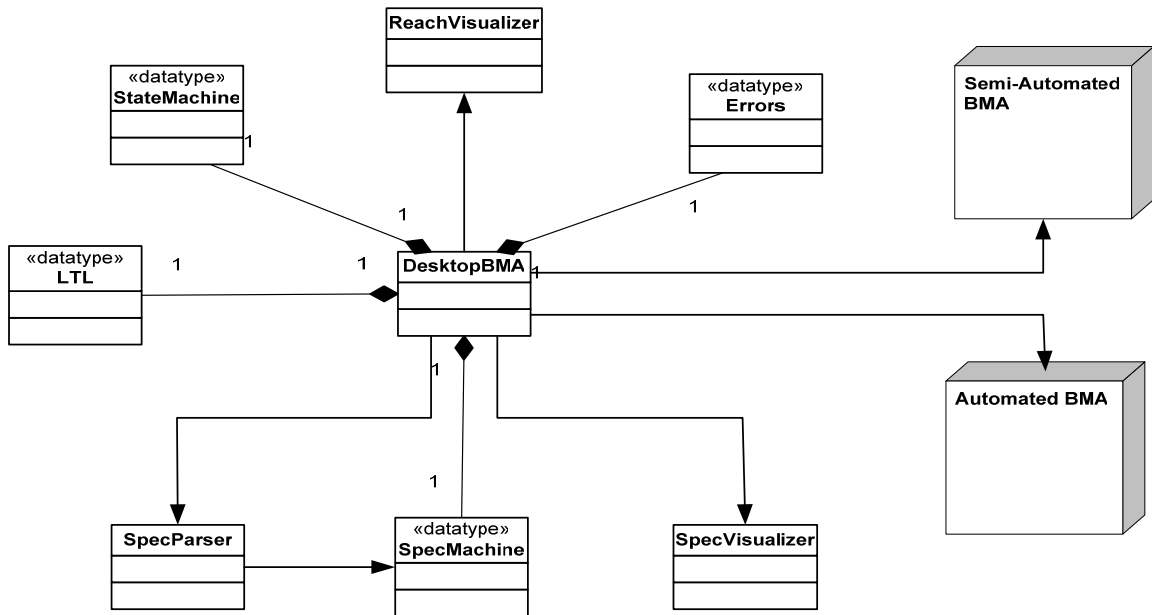 ReachVisualizer
«datatype»
StateMachine
1
«datatype»
Errors
Semi-Automated
BMA
1
1
«datatype»
LTL
1
1
DesktopBMA
1
1
Automated BMA
1
SpecParser
«datatype»
SpecMachine
SpecVisualizer